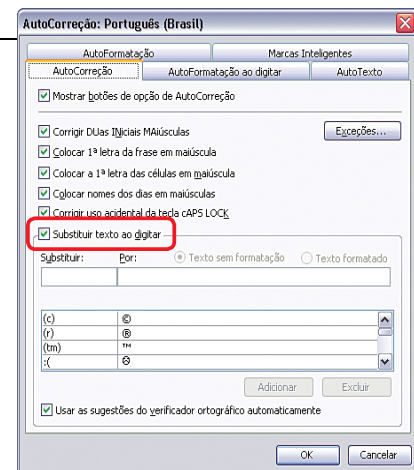 AutoCorreção: Português (Brasil)
AutoFormatação Marcas Inteligentes
AutoCorreção AutoFormatação ao digitar AutoTexto
Mostrar botões de opção de AutoCorreção
Corrigir DUas INiciais MAiúsculas Exceções...
Colocar 1ª letra da frase em maiúscula
Colocar a 1ª letra das células em maiúscula
Colocar nomes dos dias em maiúsculas
Corrigir uso acidental da tecla cAPS LOCK
Substituir texto ao digitar
Substituir: Por: Texto sem formatação Texto formatado
(c) ©
(r) ®
(tm) ™
:( ☹
Adicionar Excluir
Usar as sugestões do verificador ortográfico automaticamente
OK Cancelar